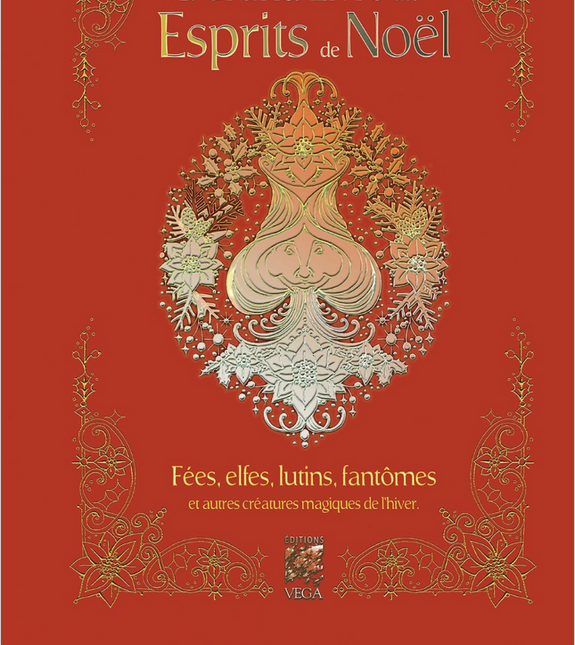 Esprits de Noël
Fées, elfes, lutins, fantômes
et autres créatures magiques de l'hiver.
ÉDITIONS
VEGA